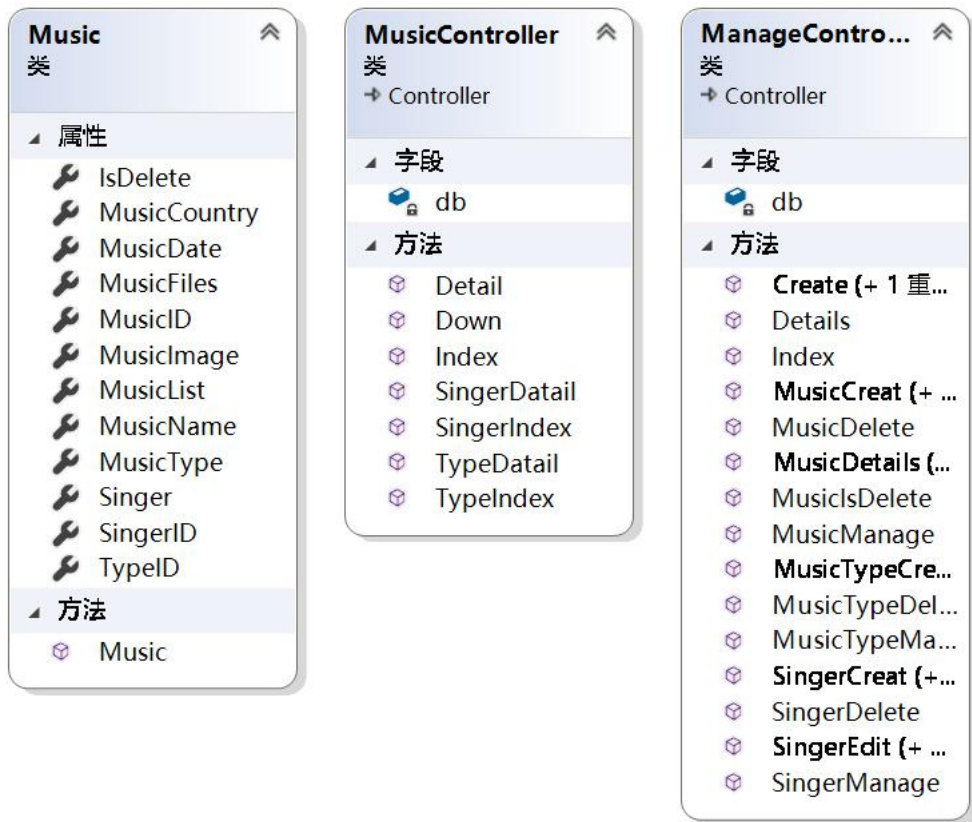 Music
类
属性
IsDelete
MusicCountry
MusicDate
MusicFiles
MusicID
MusicImage
MusicList
MusicName
MusicType
Singer
SingerID
TypeID
方法
Music
MusicController
类
Controller
字段
db
方法
Detail
Down
Index
SingerDatail
SingerIndex
TypeDatail
TypeIndex
ManageContro...
类
Controller
字段
db
方法
Create (+ 1 重...
Details
Index
MusicCreat (+ ...
MusicDelete
MusicDetails (...
MusicIsDelete
MusicManage
MusicTypeCre...
MusicTypeDel...
MusicTypeMa...
SingerCreat (+...
SingerDelete
SingerEdit (+ ...
SingerManage